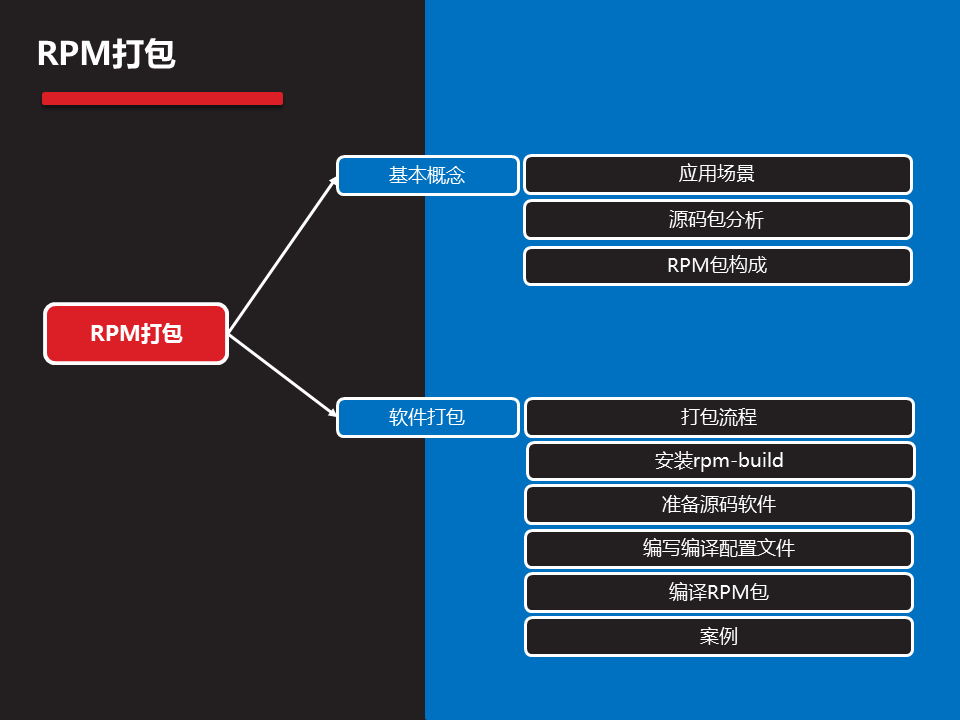 RPM打包
基本概念
应用场景
源码包分析
RPM包构成
RPM打包
软件打包
打包流程
安装rpm-build
准备源码软件
编写编译配置文件
编译RPM包
案例